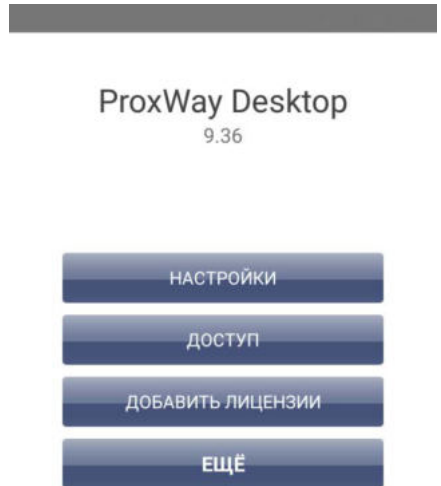 ProxWay Desktop
9.36
НАСТРОЙКИ
ДОСТУП
ДОБАВИТЬ ЛИЦЕНЗИИ
ЕЩЁ